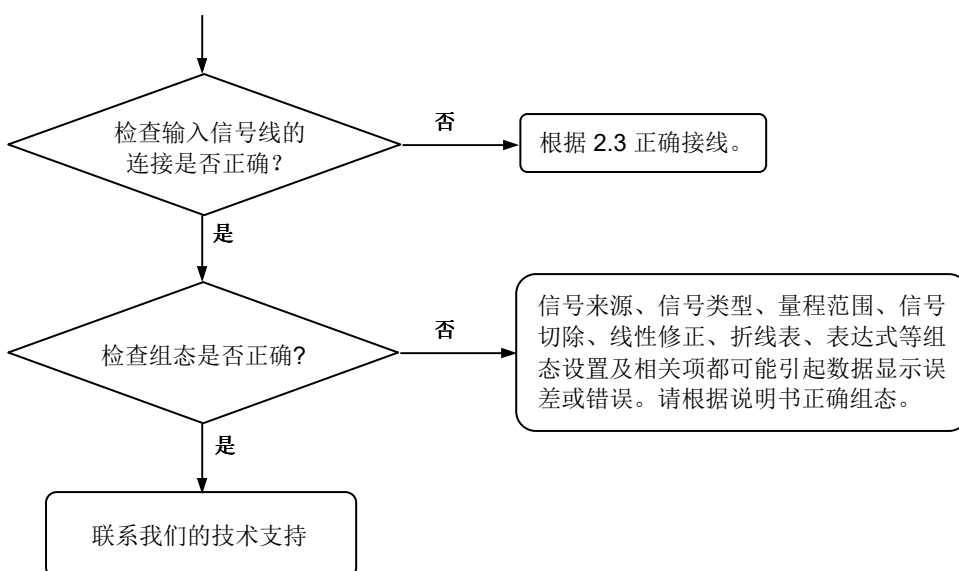 检查输入信号线的
连接是否正确？
否
根据 2.3 正确接线。
是
检查组态是否正确?
否
信号来源、信号类型、量程范围、信号
切除、线性修正、折线表、表达式等组
态设置及相关项都可能引起数据显示误
差或错误。请根据说明书正确组态。
是
联系我们的技术支持